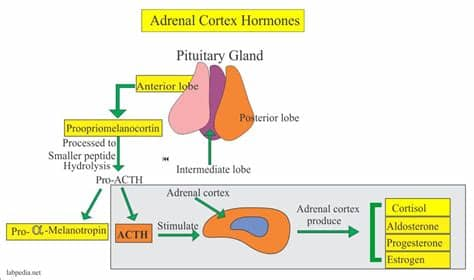 Adrenal Cortex Hormones
Pituitary Gland
Anterior lobe
Posterior lobe
Proopriomelanocortin
Processed to
Smaller peptide
Hydrolysis
Intermediate lobe
Pro-ACTH
Adrenal cortex
Pro- α-Melanotropin
ACTH
Stimulate
Adrenal cortex
produce
Cortisol
Aldosterone
Progesterone
Estrogen
labpedia.net